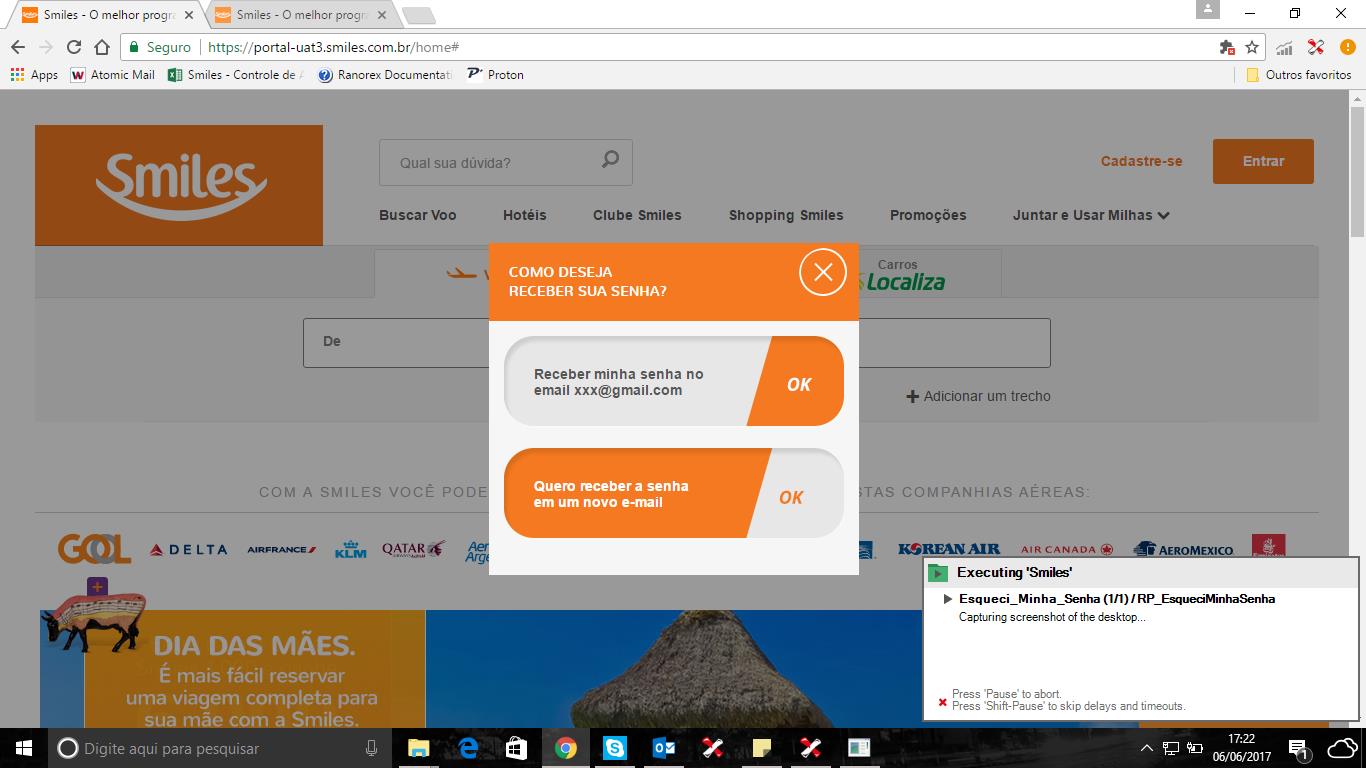 Smiles - O melhor progra
Smiles - O melhor progra
Seguro
https://portal-uat3.smiles.com.br/home#
Apps
Atomic Mail
Smiles - Controle de A
Ranorex Documentati
Proton
Outros favoritos
Smiles
Qual sua dúvida?
Cadastre-se
Entrar
Buscar Voo
Hotéis
Clube Smiles
Shopping Smiles
Promoções
Juntar e Usar Milhas
Carros
Localiza
COMO DESEJA
RECEBER SUA SENHA?
De
Receber minha senha no
email xxx@gmail.com
OK
Adicionar um trecho
Quero receber a senha
em um novo e-mail
OK
COM A SMILES VOCÊ PODE
STAS COMPANHIAS AÉREAS:
GOL
DELTA
AIRFRANCE
KLM
QATAR
Aer
Arge
KOREAN AIR
AIR CANADA
AEROMEXICO
DIA DAS MÃES.
É mais fácil reservar
uma viagem completa para
sua mãe com a Smiles.
Executing 'Smiles'
Esqueci_Minha_Senha (1/1) / RP_EsqueciMinhaSenha
Capturing screenshot of the desktop...
Press 'Pause' to abort.
Press 'Shift-Pause' to skip delays and timeouts.
Digite aqui para pesquisar
17:22
06/06/2017
1